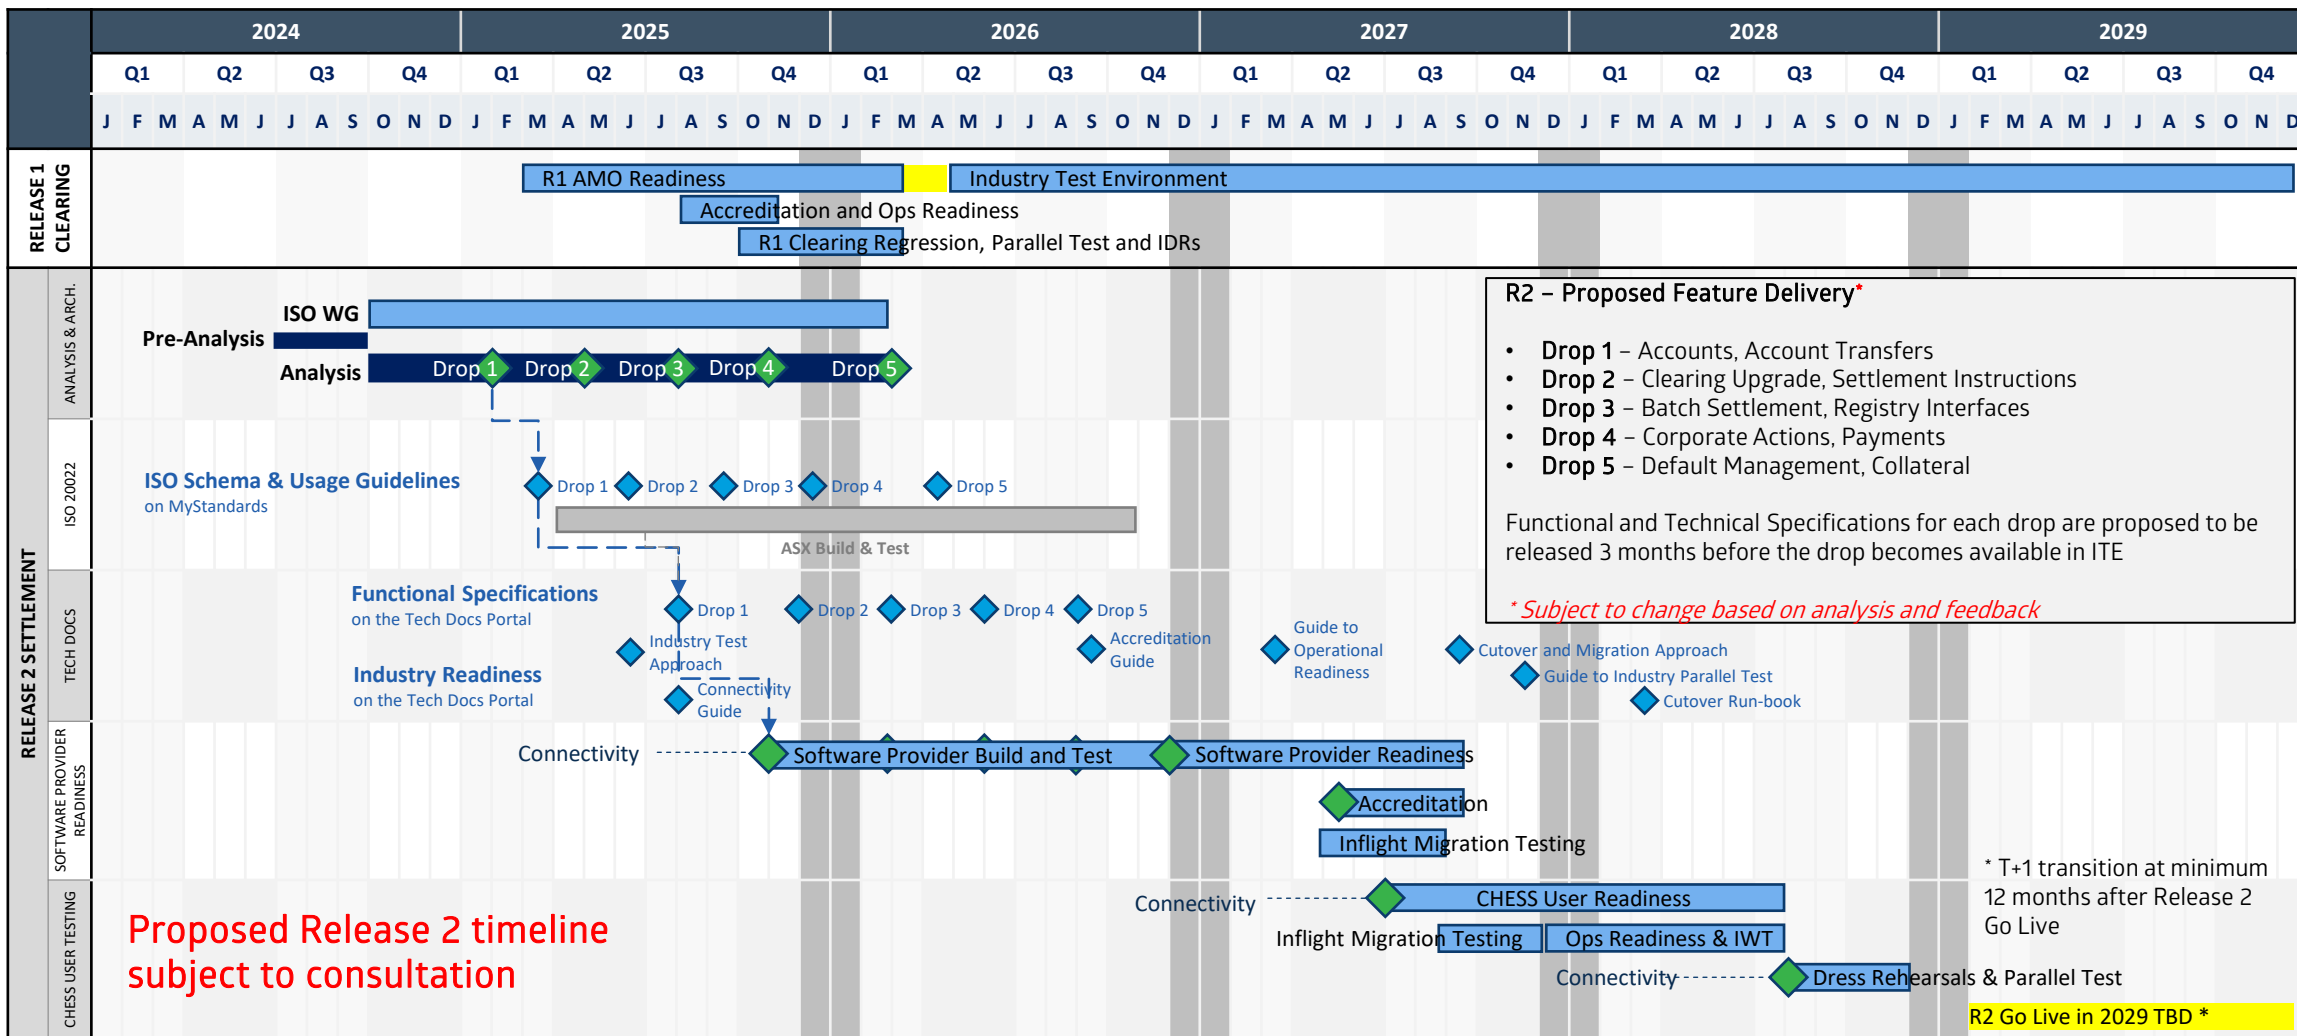 2024 2025 2026 2027 2028 2029
Q1 Q2 Q3 Q4 Q1 Q2 Q3 Q4 Q1 Q2 Q3 Q4 Q1 Q2 Q3 Q4 Q1 Q2 Q3 Q4 Q1 Q2 Q3 Q4
J F M A M J J A S O N D J F M A M J J A S O N D J F M A M J J A S O N D J F M A M J J A S O N D J F M A M J J A S O N D J F M A M J J A S O N D
RELEASE 1
CLEARING
R1 AMO Readiness
Industry Test Environment
Accreditation and Ops Readiness
R1 Clearing Regression, Parallel Test and IDRs
RELEASE 2 SETTLEMENT
ANALYSIS & ARCH.
ISO WG
Pre-Analysis
Analysis
Drop 1 Drop 2 Drop 3 Drop 4 Drop 5
R2 – Proposed Feature Delivery*
• Drop 1 – Accounts, Account Transfers
• Drop 2 – Clearing Upgrade, Settlement Instructions
• Drop 3 – Batch Settlement, Registry Interfaces
• Drop 4 – Corporate Actions, Payments
• Drop 5 – Default Management, Collateral
Functional and Technical Specifications for each drop are proposed to be
released 3 months before the drop becomes available in ITE
* Subject to change based on analysis and feedback
ISO 20022
ISO Schema & Usage Guidelines
on MyStandards
Drop 1 Drop 2 Drop 3 Drop 4 Drop 5
ASX Build & Test
TECH DOCS
Functional Specifications
on the Tech Docs Portal
Drop 1 Drop 2 Drop 3 Drop 4 Drop 5
Industry Readiness
on the Tech Docs Portal
Industry Test
Approach
Connectivity
Guide
Accreditation
Guide
Guide to
Operational
Readiness
Cutover and Migration Approach
Guide to Industry Parallel Test
Cutover Run-book
SOFTWARE PROVIDER
READINESS
Connectivity
Software Provider Build and Test
Software Provider Readiness
Accreditation
Inflight Migration Testing
CHESS USER TESTING
Proposed Release 2 timeline
subject to consultation
Connectivity
CHESS User Readiness
Inflight Migration Testing
Ops Readiness & IWT
Connectivity
Dress Rehearsals & Parallel Test
* T+1 transition at minimum
12 months after Release 2
Go Live
R2 Go Live in 2029 TBD *